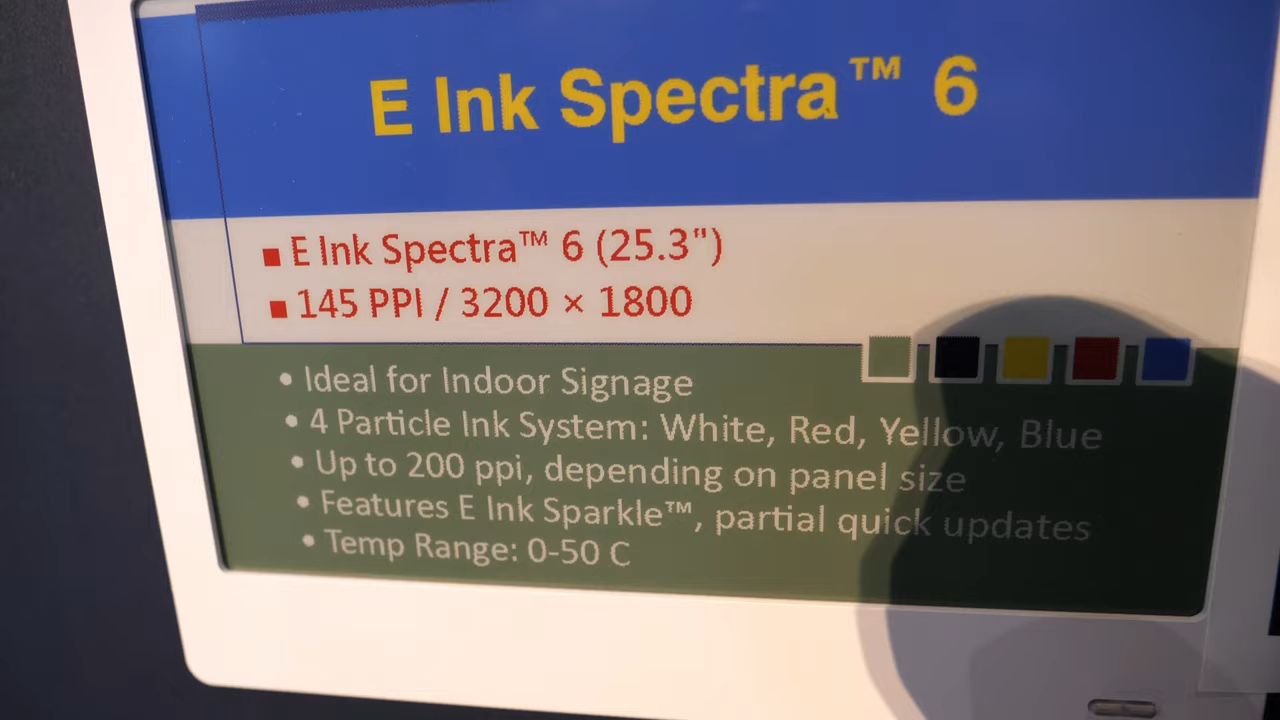 E Ink Spectra™ 6
■ E Ink Spectra™ 6 (25.3")
■ 145 PPI / 3200 × 1800
• Ideal for Indoor Signage
• 4 Particle Ink System: White, Red, Yellow, Blue
• Up to 200 ppi, depending on panel size
• Features E Ink Sparkle™, partial quick updates
• Temp Range: 0-50 C